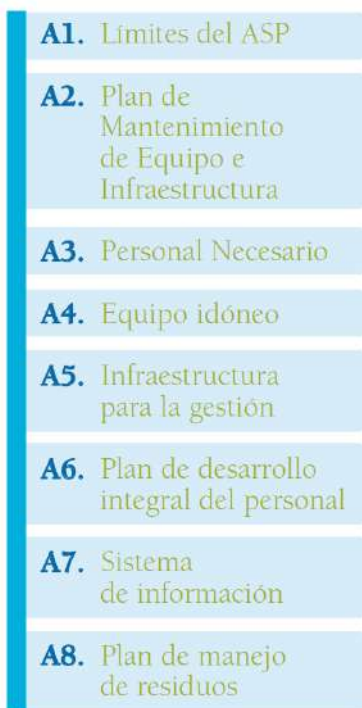 A1. Límites del ASP
A2. Plan de
Mantenimiento
de Equipo e
Infraestructura
A3. Personal Necesario
A4. Equipo idóneo
A5. Infraestructura
para la gestión
A6. Plan de desarrollo
integral del personal
A7. Sistema
de información
A8. Plan de manejo
de residuos